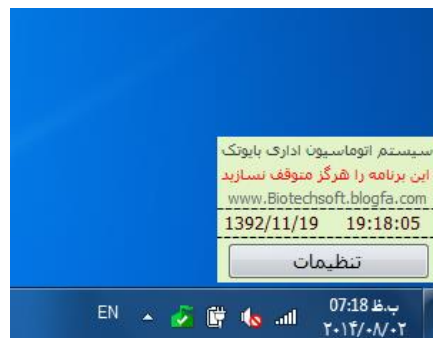 سیستم اتوماسیون اداری بایوتک
این برنامه را هرگز متوقف نسازید
www.Biotechsoft.blogfa.com
1392/11/19 19:18:05
تنظیمات
EN
07:18 ب.ظ
۲۰۱۴/۰۸/۰۲